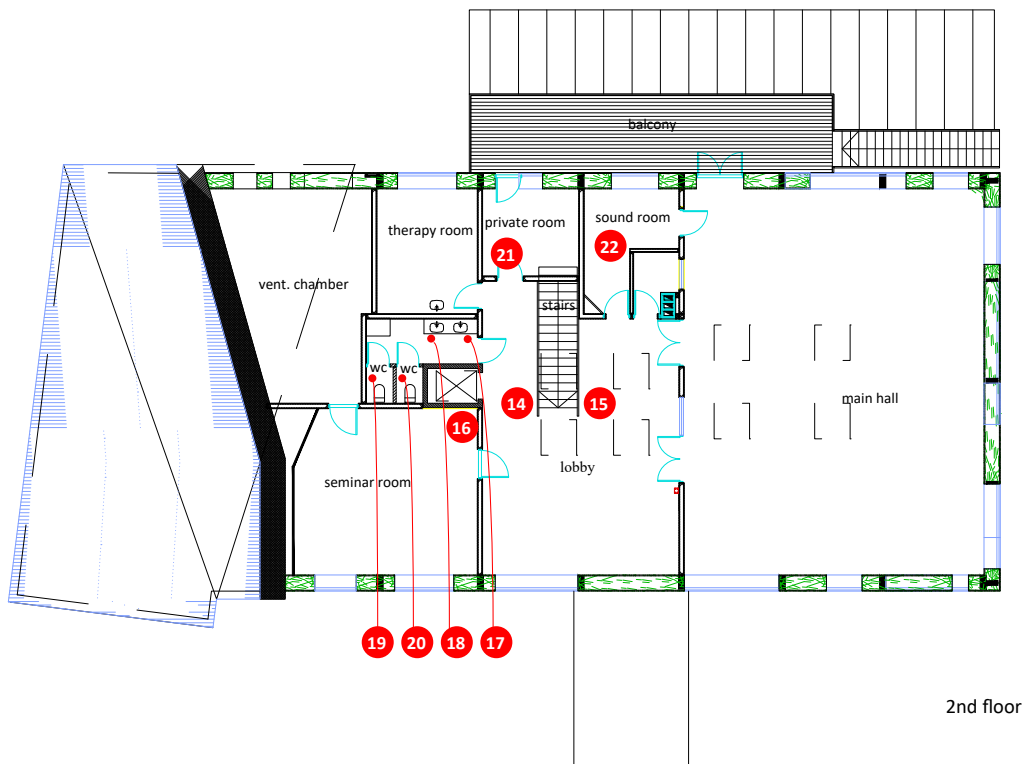 balcony
sound room
private room
therapy room
22
21
vent. chamber
stairs
wc
wc
main hall
14
15
16
lobby
seminar room
19
20
18
17
2nd floor